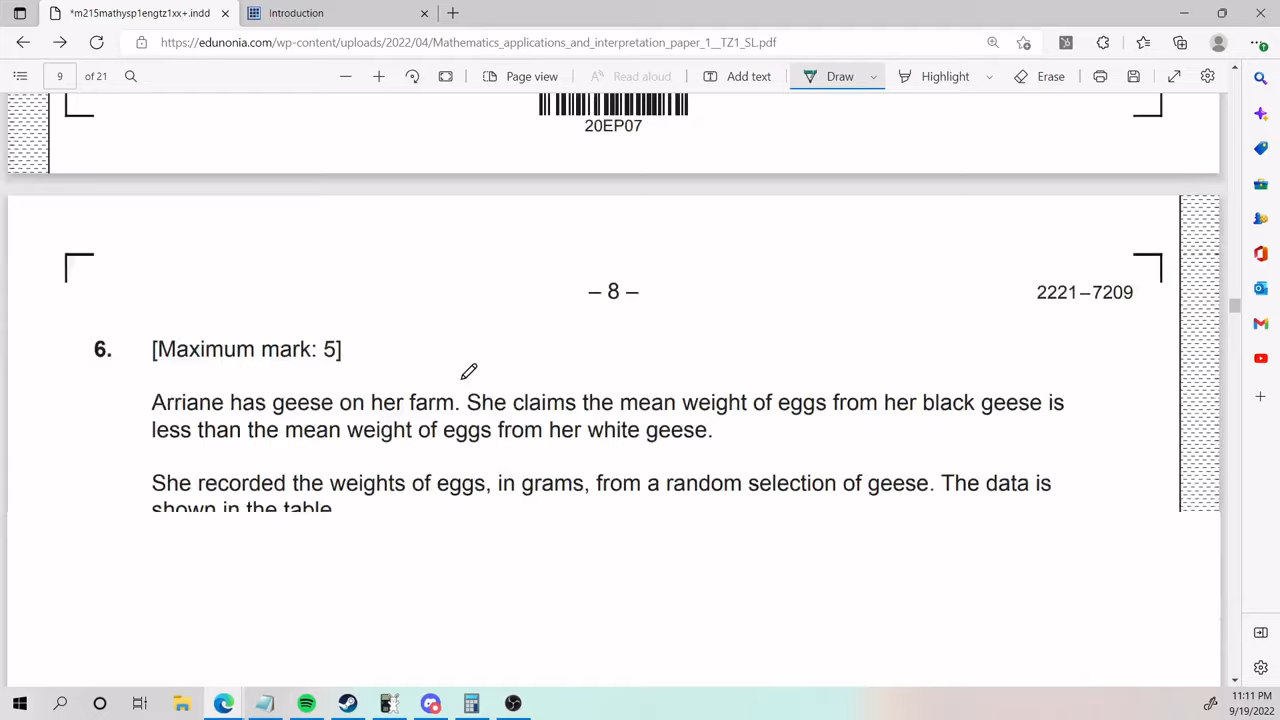 *m215mathysp1engtz1xx+.indd
Introduction
https://edunonia.com/wp-content/uploads/2022/04/Mathematics_applications_and_interpretation_paper_1__TZ1_SL.pdf
9 of 21
Page view
Read aloud
Add text
Draw
Highlight
Erase
20EP07
– 8 –
2221–7209
6. [Maximum mark: 5]
Arriane has geese on her farm. She claims the mean weight of eggs from her black geese is
less than the mean weight of eggs from her white geese.
She recorded the weights of eggs, in grams, from a random selection of geese. The data is
shown in the table.
11:11 PM
9/19/2022